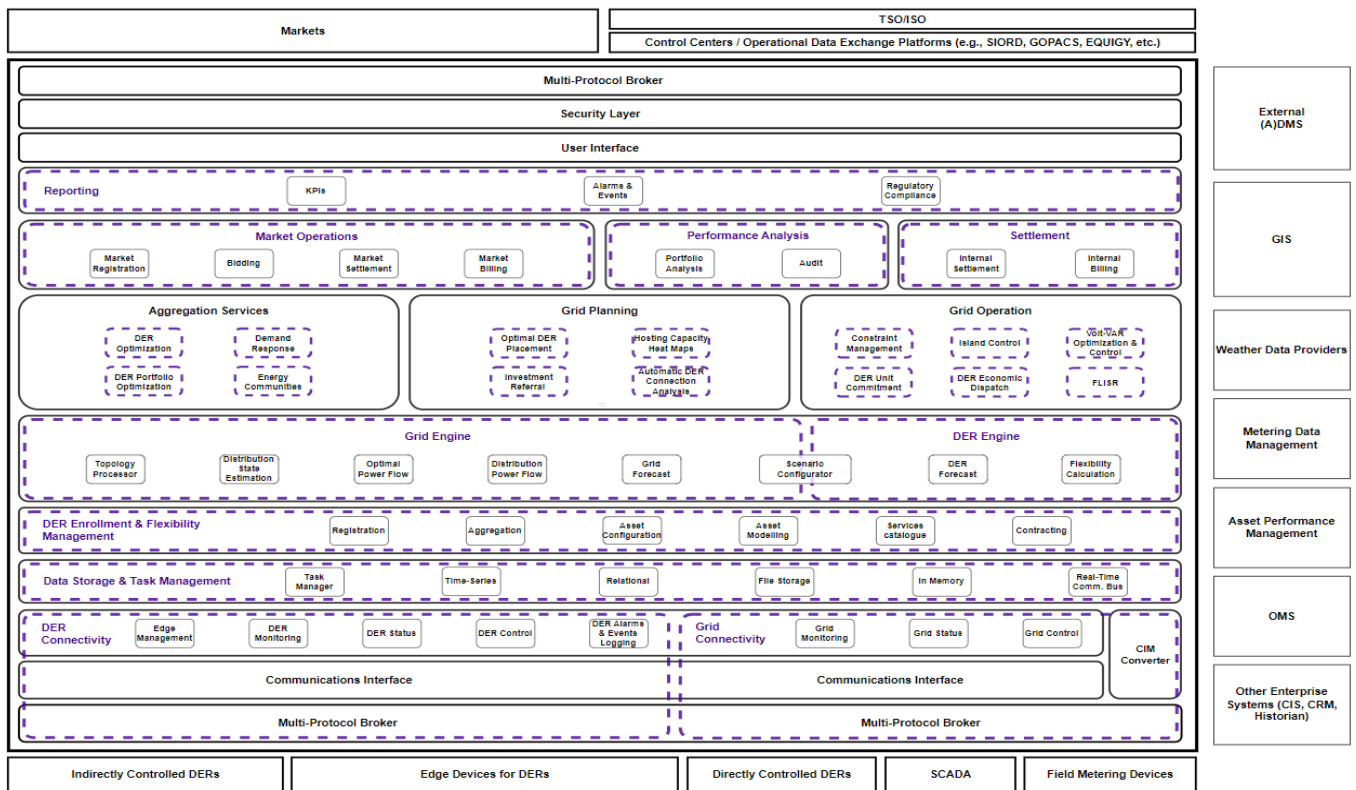 Markets
TSO/ISO
Control Centers / Operational Data Exchange Platforms (e.g., SIORD, GOPACS, EQUIGY, etc.)
Multi-Protocol Broker
Security Layer
User Interface
Reporting
KPIs
Alarms &
Events
Regulatory
Compliance
Market Operations
Market
Registration
Bidding
Market
Settlement
Market
Billing
Performance Analysis
Portfolio
Analysis
Audit
Settlement
Internal
Settlement
Internal
Billing
Aggregation Services
DER
Optimization
Demand
Response
DER Portfolio
Optimization
Energy
Communities
Grid Planning
Optimal DER
Placement
Hosting Capacity
Heat Maps
Investment
Referral
Automatic DER
Connection
Analysis
Grid Operation
Constraint
Management
Island Control
Volt-VAR
Optimization &
Control
DER Unit
Commitment
DER Economic
Dispatch
FLISR
Grid Engine
Topology
Processor
Distribution
State
Estimation
Optimal
Power Flow
Distribution
Power Flow
Grid
Forecast
Scenario
Configurator
DER Engine
DER
Forecast
Flexibility
Calculation
DER Enrollment & Flexibility
Management
Registration
Aggregation
Asset
Configuration
Asset
Modelling
Services
catalogue
Contracting
Data Storage & Task Management
Task
Manager
Time-Series
Relational
File Storage
In Memory
Real-Time
Comm. Bus
DER
Connectivity
Edge
Management
DER
Monitoring
DER Status
DER Control
DER Alarms
& Events
Logging
Grid
Connectivity
Grid
Monitoring
Grid Status
Grid Control
CIM
Converter
Communications Interface
Communications Interface
Multi-Protocol Broker
Multi-Protocol Broker
Indirectly Controlled DERs
Edge Devices for DERs
Directly Controlled DERs
SCADA
Field Metering Devices
External
(A)DMS
GIS
Weather Data Providers
Metering Data
Management
Asset Performance
Management
OMS
Other Enterprise
Systems (CIS, CRM,
Historian)